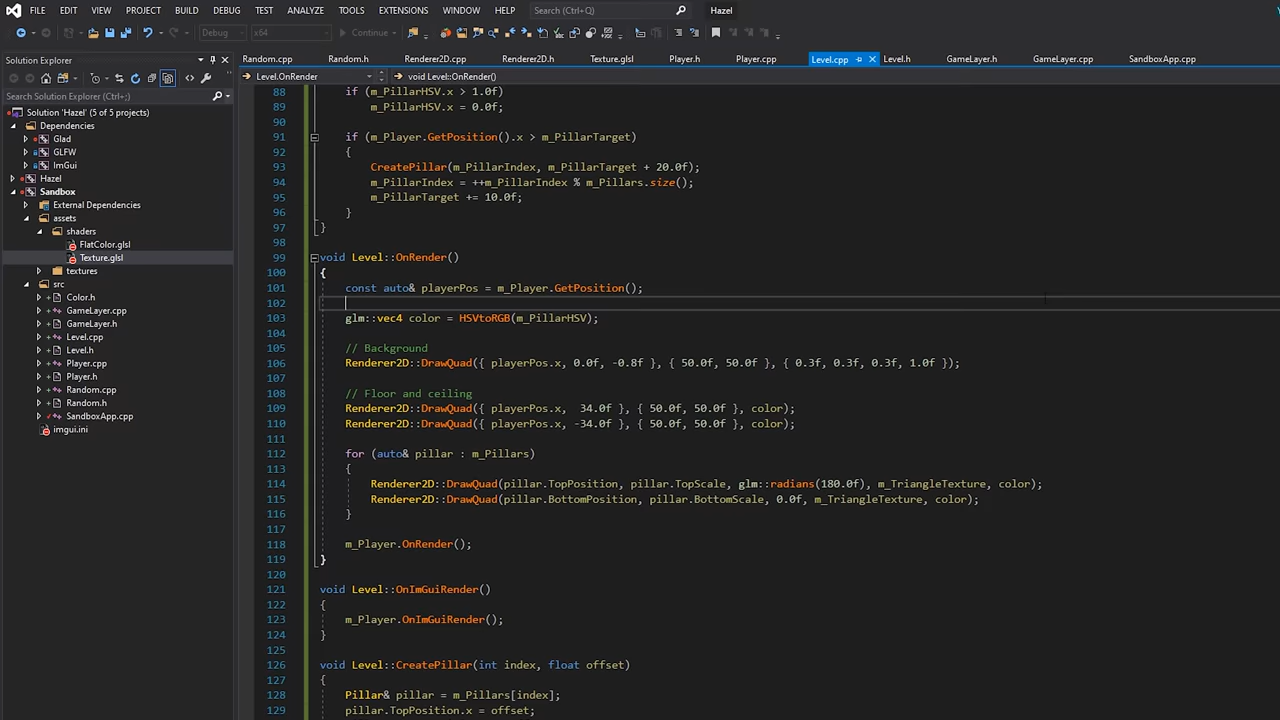 FILE EDIT VIEW PROJECT BUILD DEBUG TEST ANALYZE TOOLS EXTENSIONS WINDOW HELP Search (Ctrl+Q) Hazel
Debug x64 Continue
Solution Explorer
Search Solution Explorer (Ctrl+;)
Solution 'Hazel' (5 of 5 projects)
Dependencies
Glad
GLFW
ImGui
Hazel
Sandbox
External Dependencies
assets
shaders
FlatColor.glsl
Texture.glsl
textures
src
Color.h
GameLayer.cpp
GameLayer.h
Level.cpp
Level.h
Player.cpp
Player.h
Random.cpp
Random.h
SandboxApp.cpp
imgui.ini
Random.cpp Random.h Renderer2D.cpp Renderer2D.h Texture.glsl Player.h Player.cpp Level.cpp Level.h GameLayer.h GameLayer.cpp SandboxApp.cpp
Level.OnRender void Level::OnRender()
88 if (m_PillarHSV.x > 1.0f)
89 m_PillarHSV.x = 0.0f;
90
91 if (m_Player.GetPosition().x > m_PillarTarget)
92 {
93 CreatePillar(m_PillarIndex, m_PillarTarget + 20.0f);
94 m_PillarIndex = ++m_PillarIndex % m_Pillars.size();
95 m_PillarTarget += 10.0f;
96 }
97 }
98
99 void Level::OnRender()
100 {
101 const auto& playerPos = m_Player.GetPosition();
102
103 glm::vec4 color = HSVtoRGB(m_PillarHSV);
104
105 // Background
106 Renderer2D::DrawQuad({ playerPos.x, 0.0f, -0.8f }, { 50.0f, 50.0f }, { 0.3f, 0.3f, 0.3f, 1.0f });
107
108 // Floor and ceiling
109 Renderer2D::DrawQuad({ playerPos.x,  34.0f }, { 50.0f, 50.0f }, color);
110 Renderer2D::DrawQuad({ playerPos.x, -34.0f }, { 50.0f, 50.0f }, color);
111
112 for (auto& pillar : m_Pillars)
113 {
114 Renderer2D::DrawQuad(pillar.TopPosition, pillar.TopScale, glm::radians(180.0f), m_TriangleTexture, color);
115 Renderer2D::DrawQuad(pillar.BottomPosition, pillar.BottomScale, 0.0f, m_TriangleTexture, color);
116 }
117
118 m_Player.OnRender();
119 }
120
121 void Level::OnImGuiRender()
122 {
123 m_Player.OnImGuiRender();
124 }
125
126 void Level::CreatePillar(int index, float offset)
127 {
128 Pillar& pillar = m_Pillars[index];
129 pillar.TopPosition.x = offset;